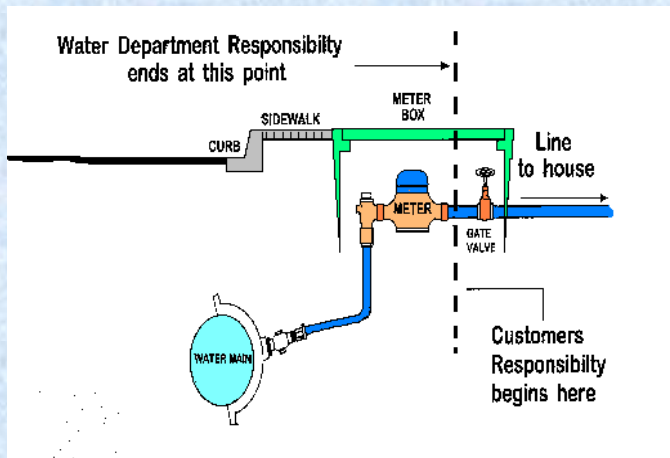 Water Department Responsibilty
ends at this point
METER
BOX
SIDEWALK
CURB
Line
to house
METER
GATE
VALVE
WATER MAIN
Customers
Responsibilty
begins here